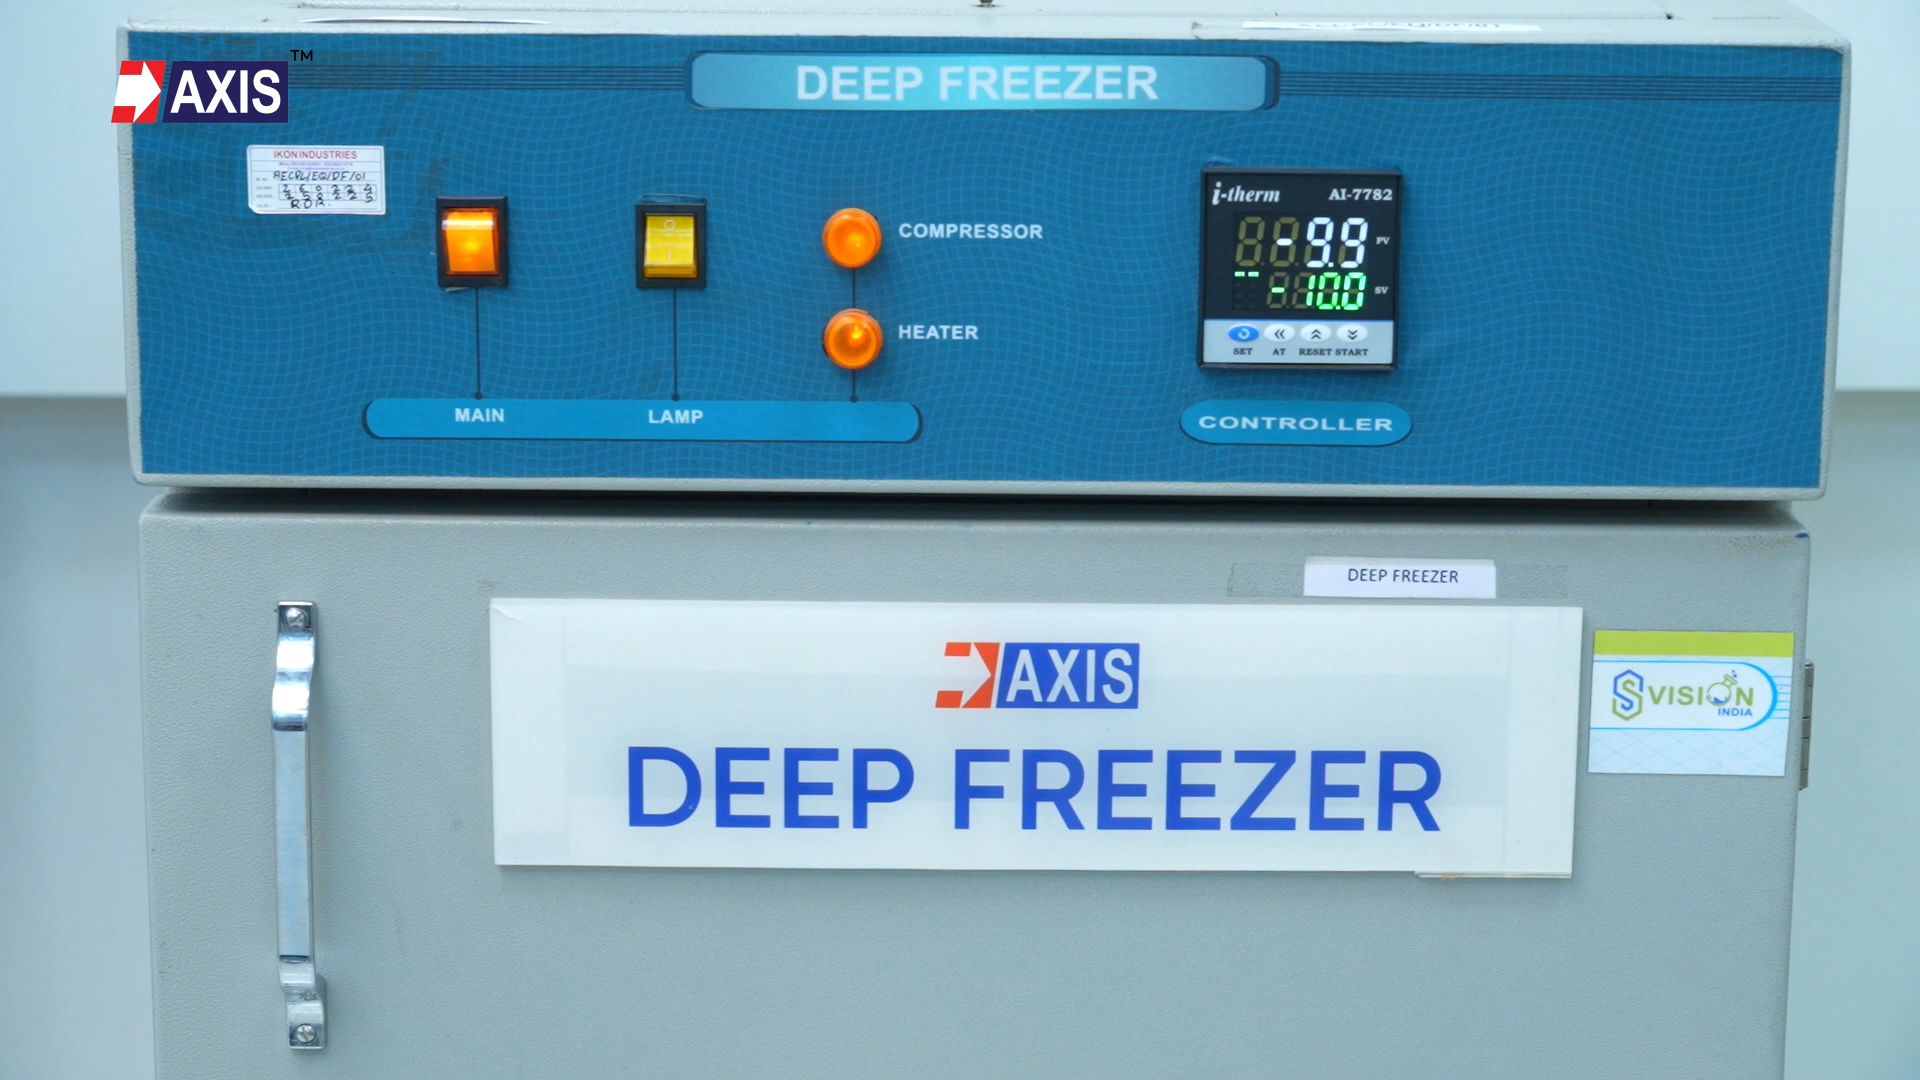 AXIS™
DEEP FREEZER
IKON INDUSTRIES
AECPL/EQ/DF/01
i-therm AI-7782
-9.9 PV
-10.0 SV
SET AT RESET START
COMPRESSOR
HEATER
MAIN LAMP
CONTROLLER
DEEP FREEZER
AXIS
DEEP FREEZER
S VISION
INDIA